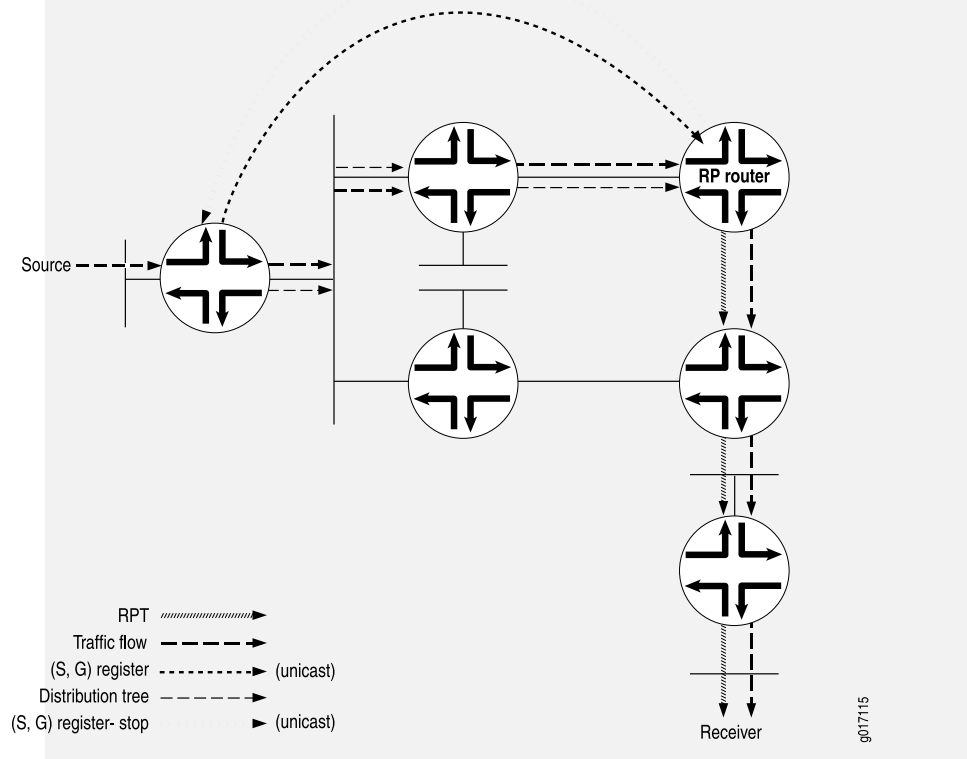 RP router
Source
RPT
Traffic flow
(S, G) register (unicast)
Distribution tree
(S, G) register- stop (unicast)
Receiver
g017115